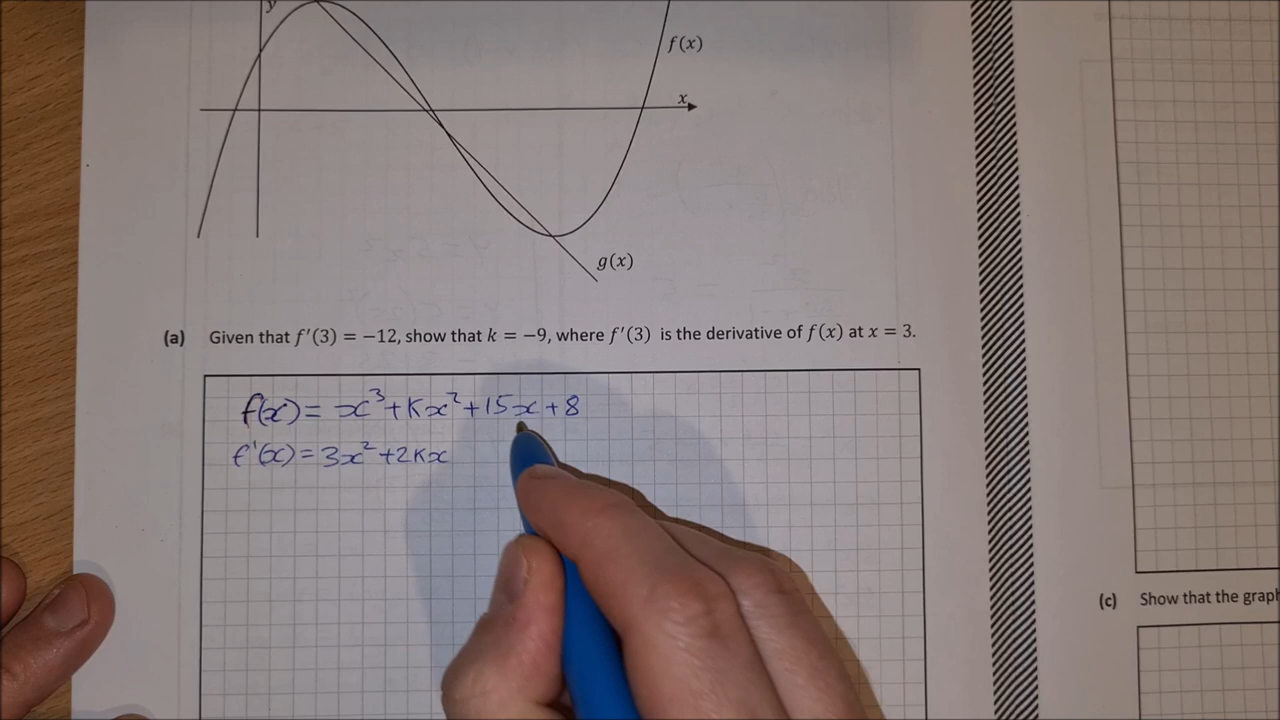 y
f(x)
x
g(x)
(a) Given that f′(3) = −12, show that k = −9, where f′(3) is the derivative of f(x) at x = 3.
f(x) = x³ + Kx² + 15x + 8
f'(x) = 3x² + 2Kx
(c) Show that the graph